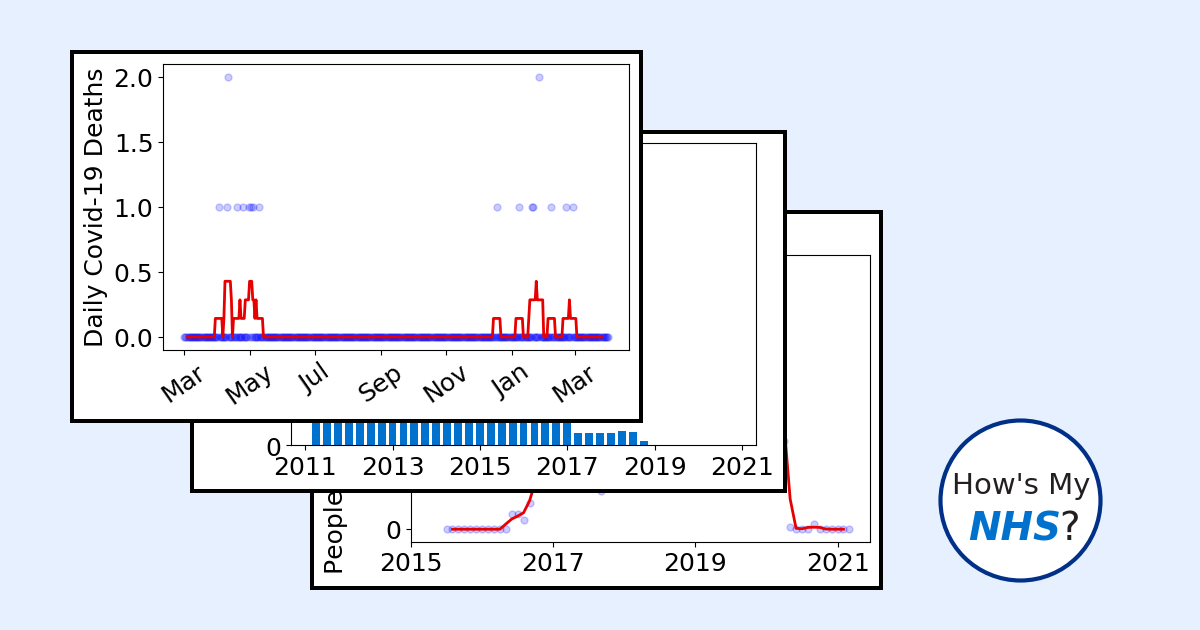 Daily Covid-19 Deaths
2.0
1.5
1.0
0.5
0.0
Mar May Jul Sep Nov Jan Mar
0
2011 2013 2015 2017 2019 2021
People
0
2015 2017 2019 2021
How's My
NHS?